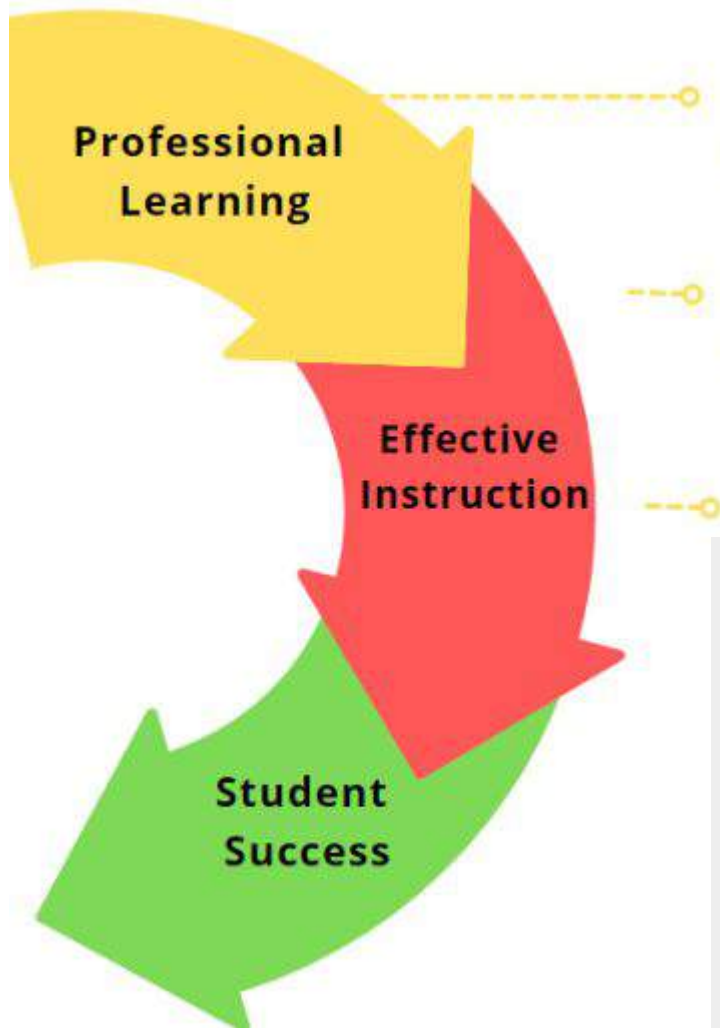 Professional
Learning
Effective
Instruction
Student
Success